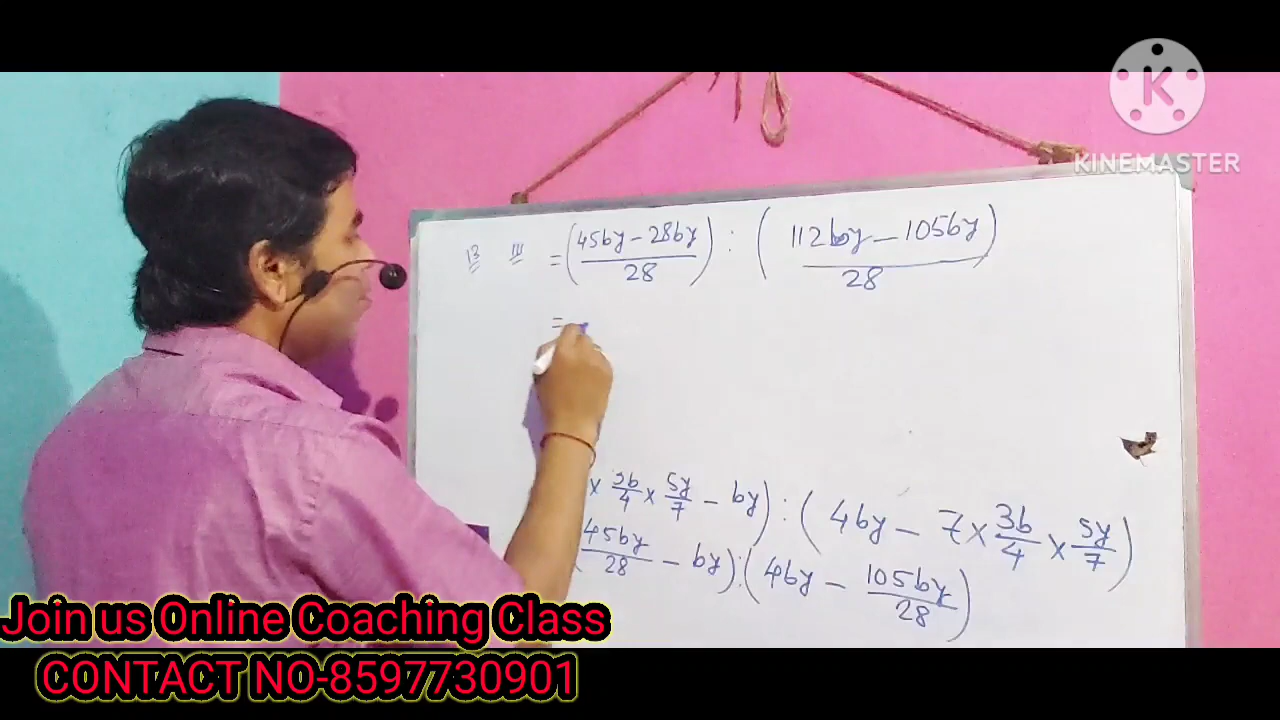 KINEMASTER
13 III = (45by - 28by / 28) : (112by - 105by / 28)
=
× 3b/4 × 5y/7 - by) : (4by - 7 × 3b/4 × 5y/7)
45by/28 - by) : (4by - 105by/28)
Join us Online Coaching Class
CONTACT NO-8597730901